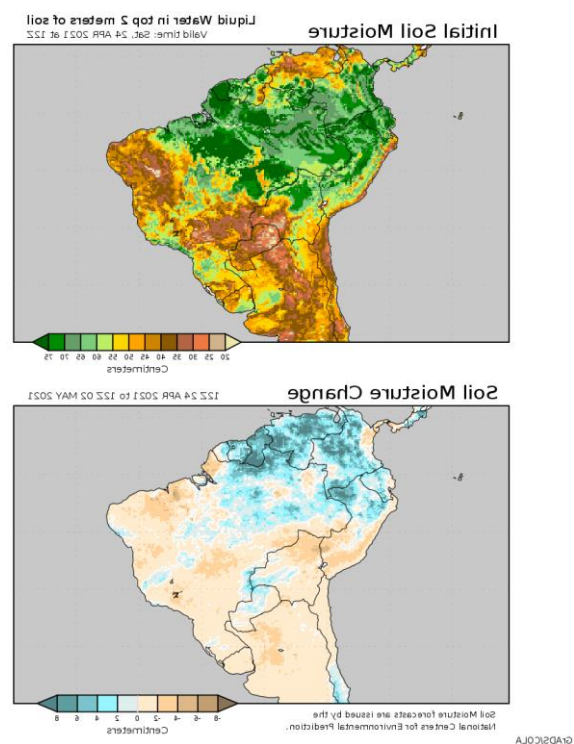 Initial Soil Moisture
Liquid Water in top 2 meters of soil
Valid time: Sat, 24 APR 2021 at 12Z
20 25 30 35 40 45 50 55 60 65 70 75
Centimeters
Soil Moisture Change
12Z 24 APR 2021 to 12Z 02 MAY 2021
-8 -6 -4 -2 0 2 4 6 8
Centimeters
Soil Moisture forecasts are issued by the
National Centers for Environmental Prediction.
GrADS/COLA